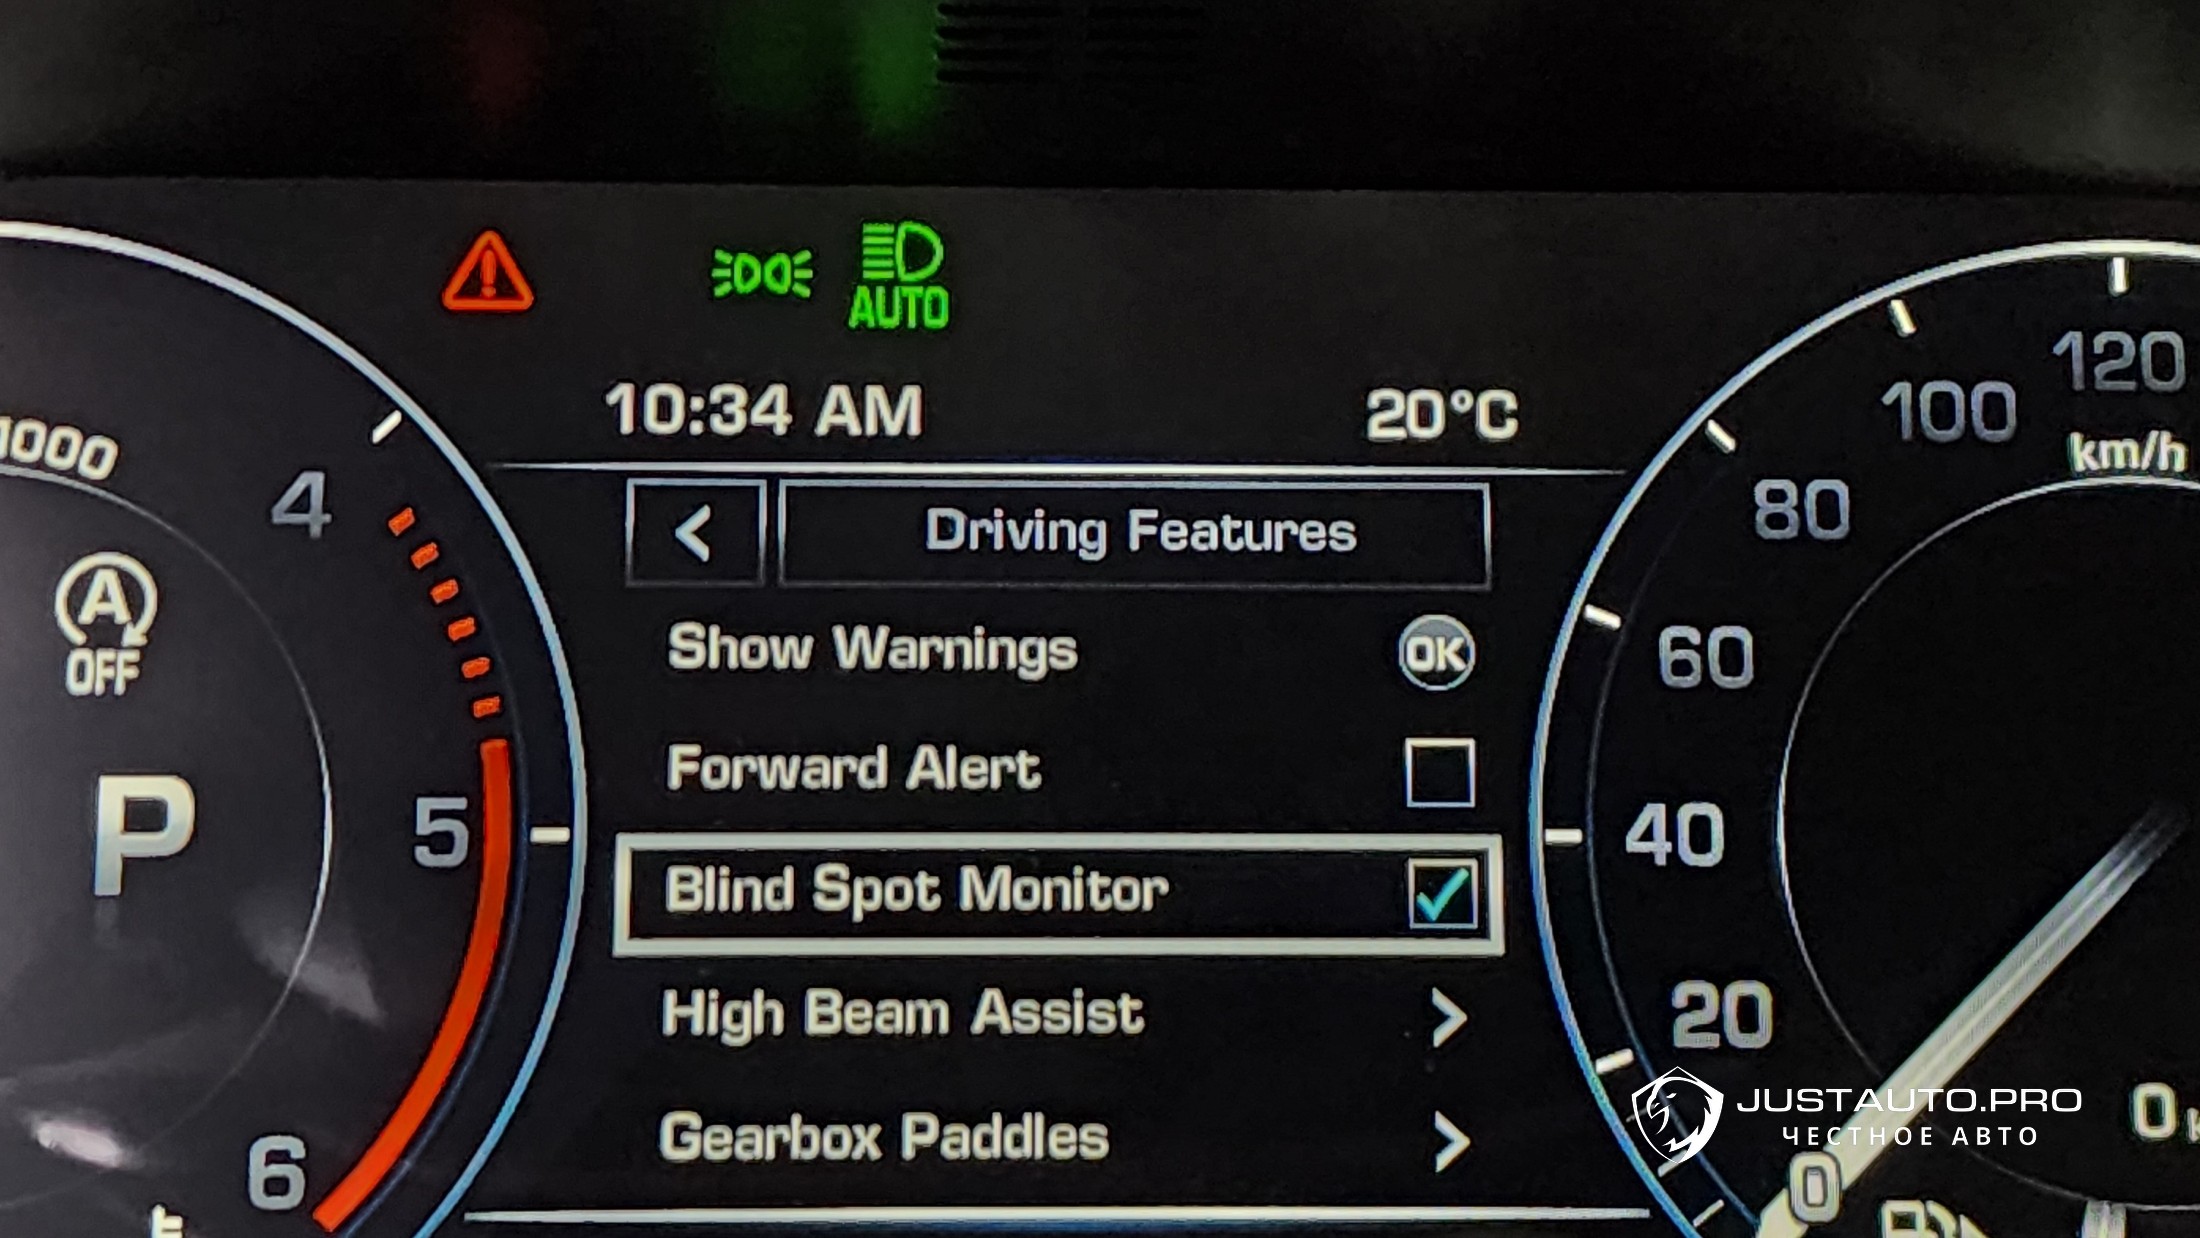 AUTO
10:34 AM
20°C
Driving Features
Show Warnings
OK
Forward Alert
Blind Spot Monitor
High Beam Assist
Gearbox Paddles
1000
4
5
6
A
OFF
P
120
100
km/h
80
60
40
20
0
0
JUSTAUTO.PRO
ЧЕСТНОЕ АВТО